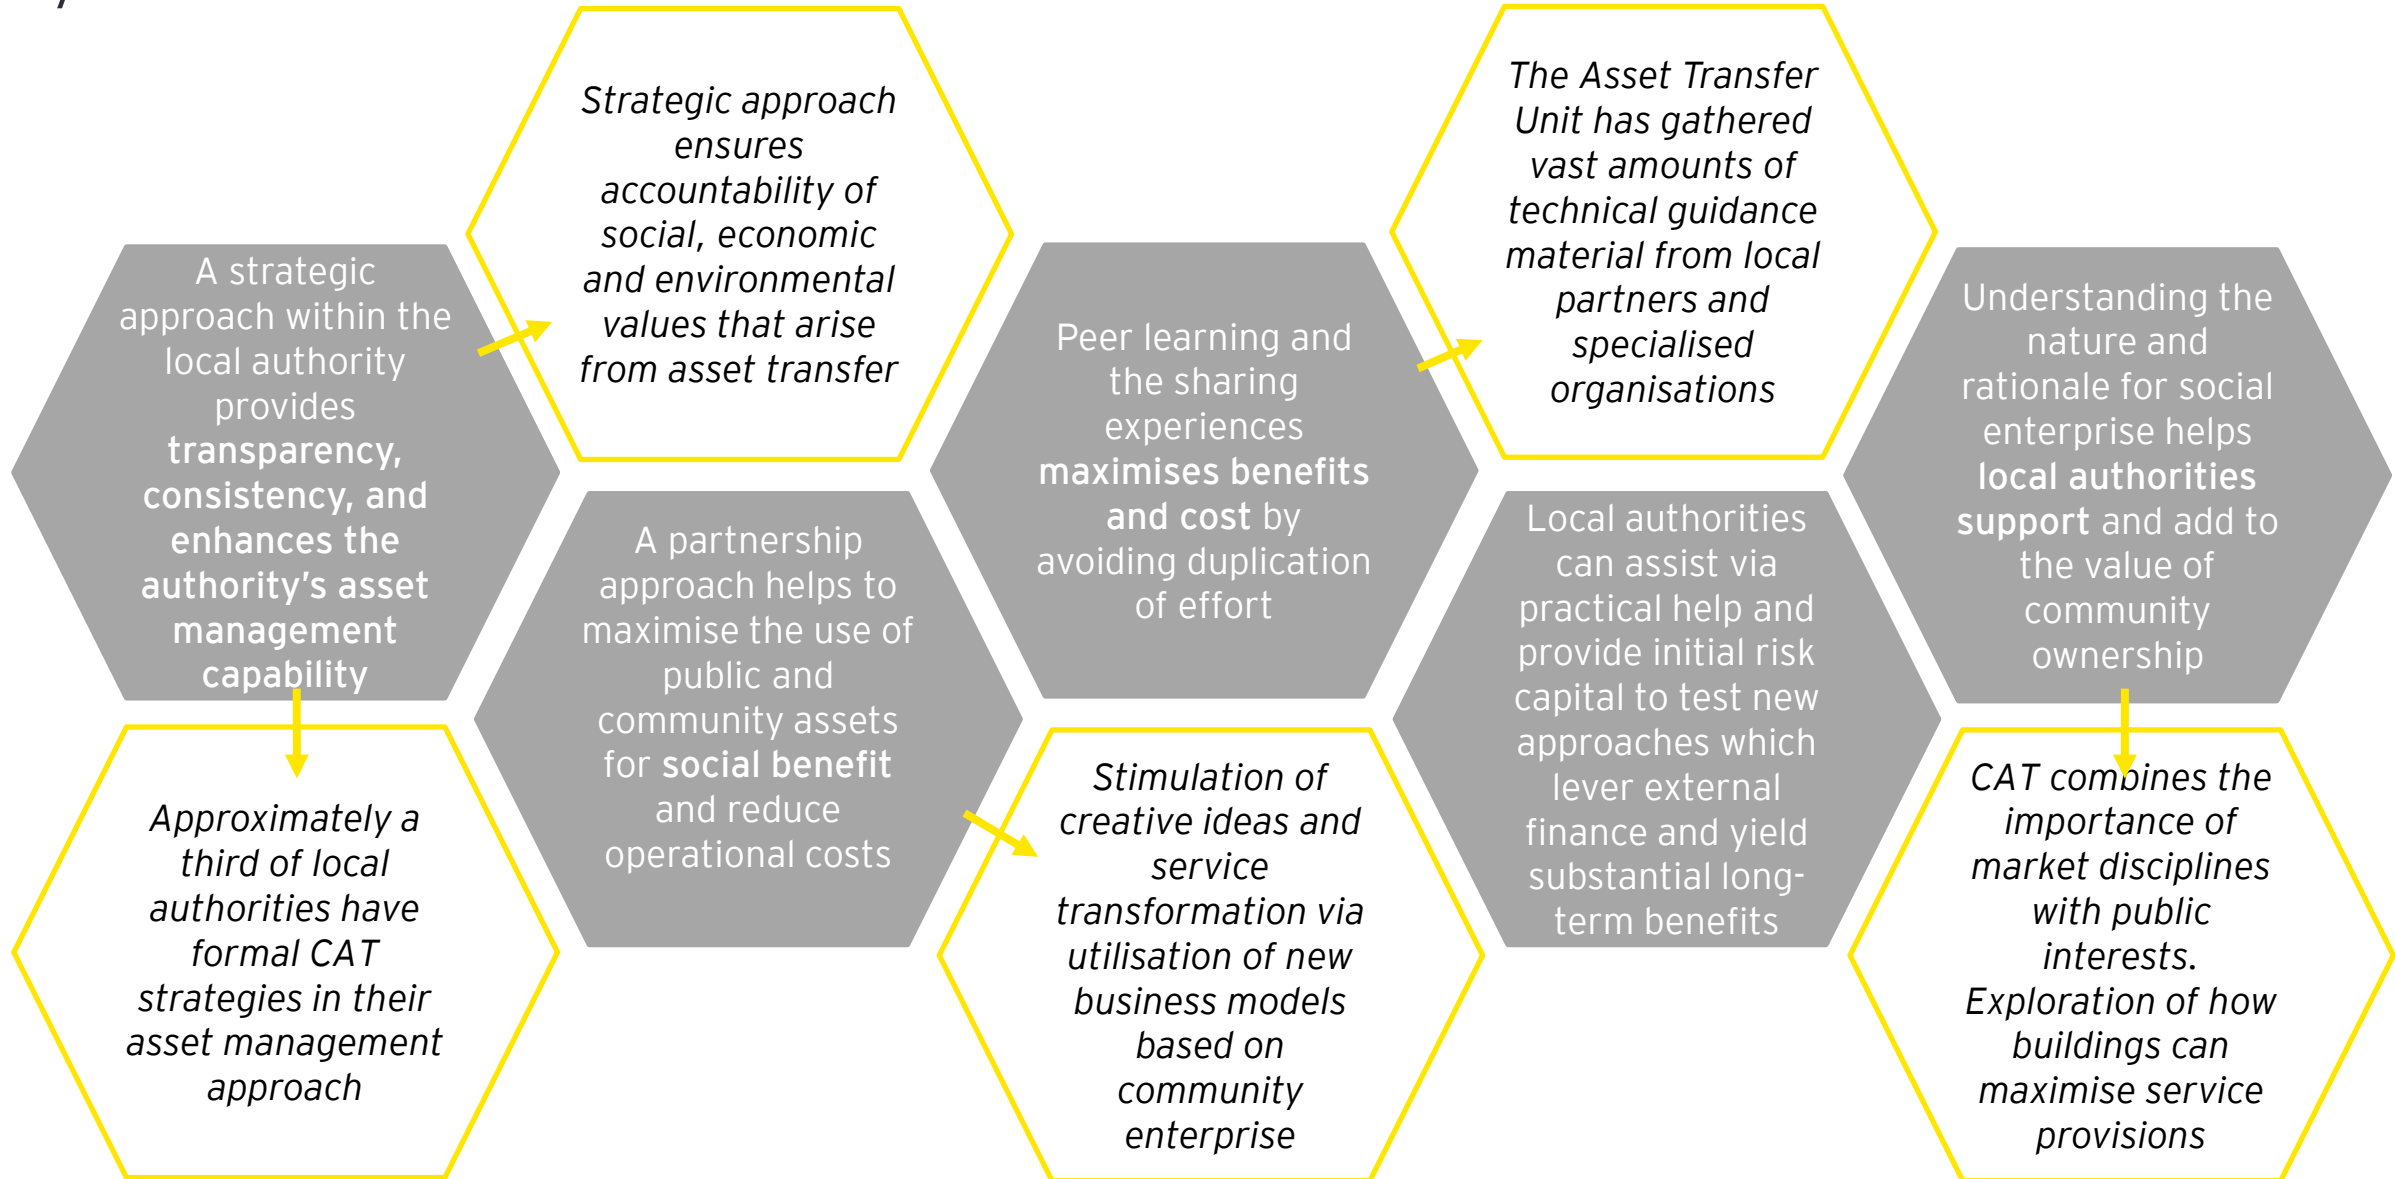 A strategic
approach within the
local authority
provides
transparency,
consistency, and
enhances the
authority's asset
management
capability
Strategic approach
ensures
accountability of
social, economic
and environmental
values that arise
from asset transfer
Approximately a
third of local
authorities have
formal CAT
strategies in their
asset management
approach
A partnership
approach helps to
maximise the use of
public and
community assets
for social benefit
and reduce
operational costs
Stimulation of
creative ideas and
service
transformation via
utilisation of new
business models
based on
community
enterprise
Peer learning and
the sharing
experiences
maximises benefits
and cost by
avoiding duplication
of effort
The Asset Transfer
Unit has gathered
vast amounts of
technical guidance
material from local
partners and
specialised
organisations
Local authorities
can assist via
practical help and
provide initial risk
capital to test new
approaches which
lever external
finance and yield
substantial long-
term benefits
Understanding the
nature and
rationale for social
enterprise helps
local authorities
support and add to
the value of
community
ownership
CAT combines the
importance of
market disciplines
with public
interests.
Exploration of how
buildings can
maximise service
provisions